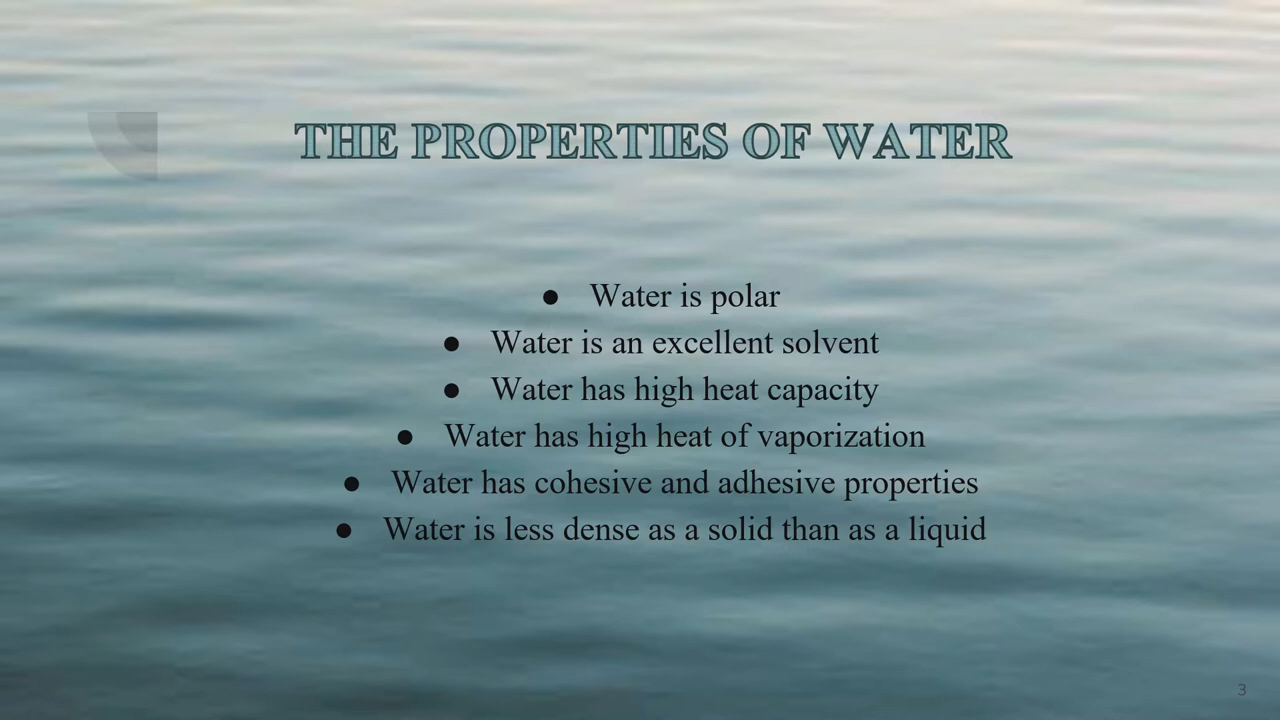 THE PROPERTIES OF WATER
● Water is polar
● Water is an excellent solvent
● Water has high heat capacity
● Water has high heat of vaporization
● Water has cohesive and adhesive properties
● Water is less dense as a solid than as a liquid
3